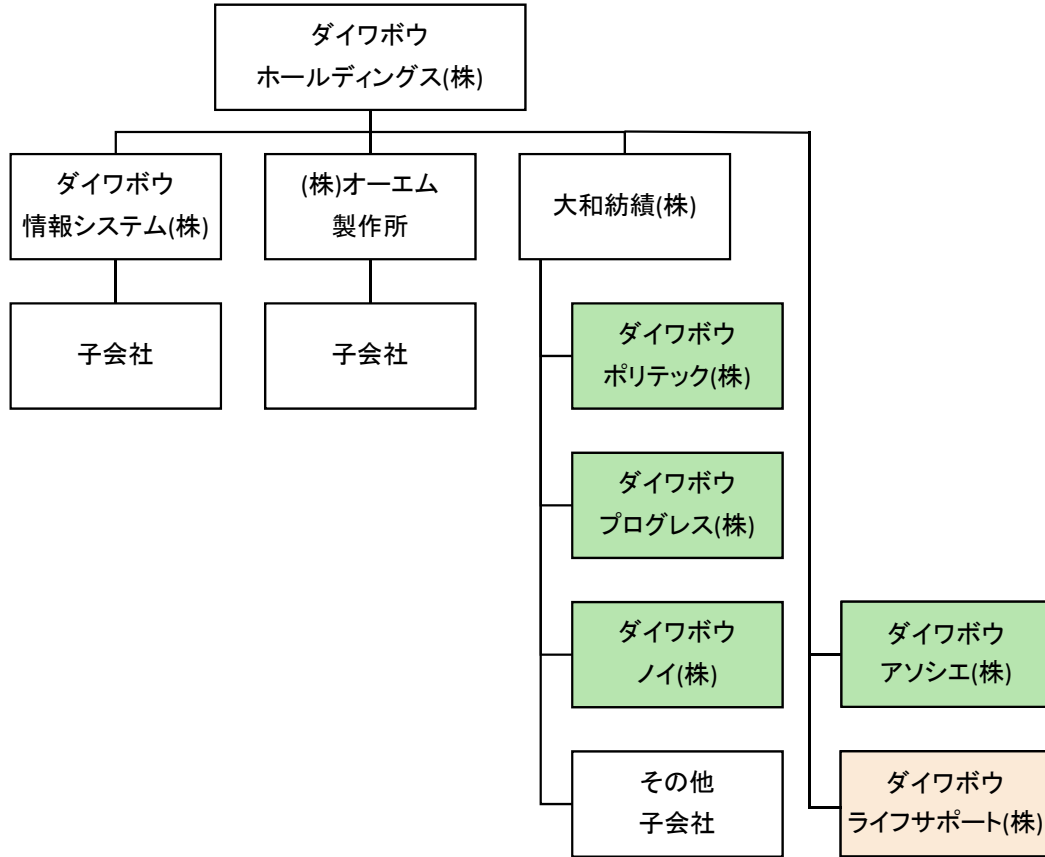 ダイワボウ
ホールディングス(株)
ダイワボウ
情報システム(株)
(株)オーエム
製作所
大和紡績(株)
子会社
子会社
ダイワボウ
ポリテック(株)
ダイワボウ
プログレス(株)
ダイワボウ
ノイ(株)
ダイワボウ
アソシエ(株)
その他
子会社
ダイワボウ
ライフサポート(株)